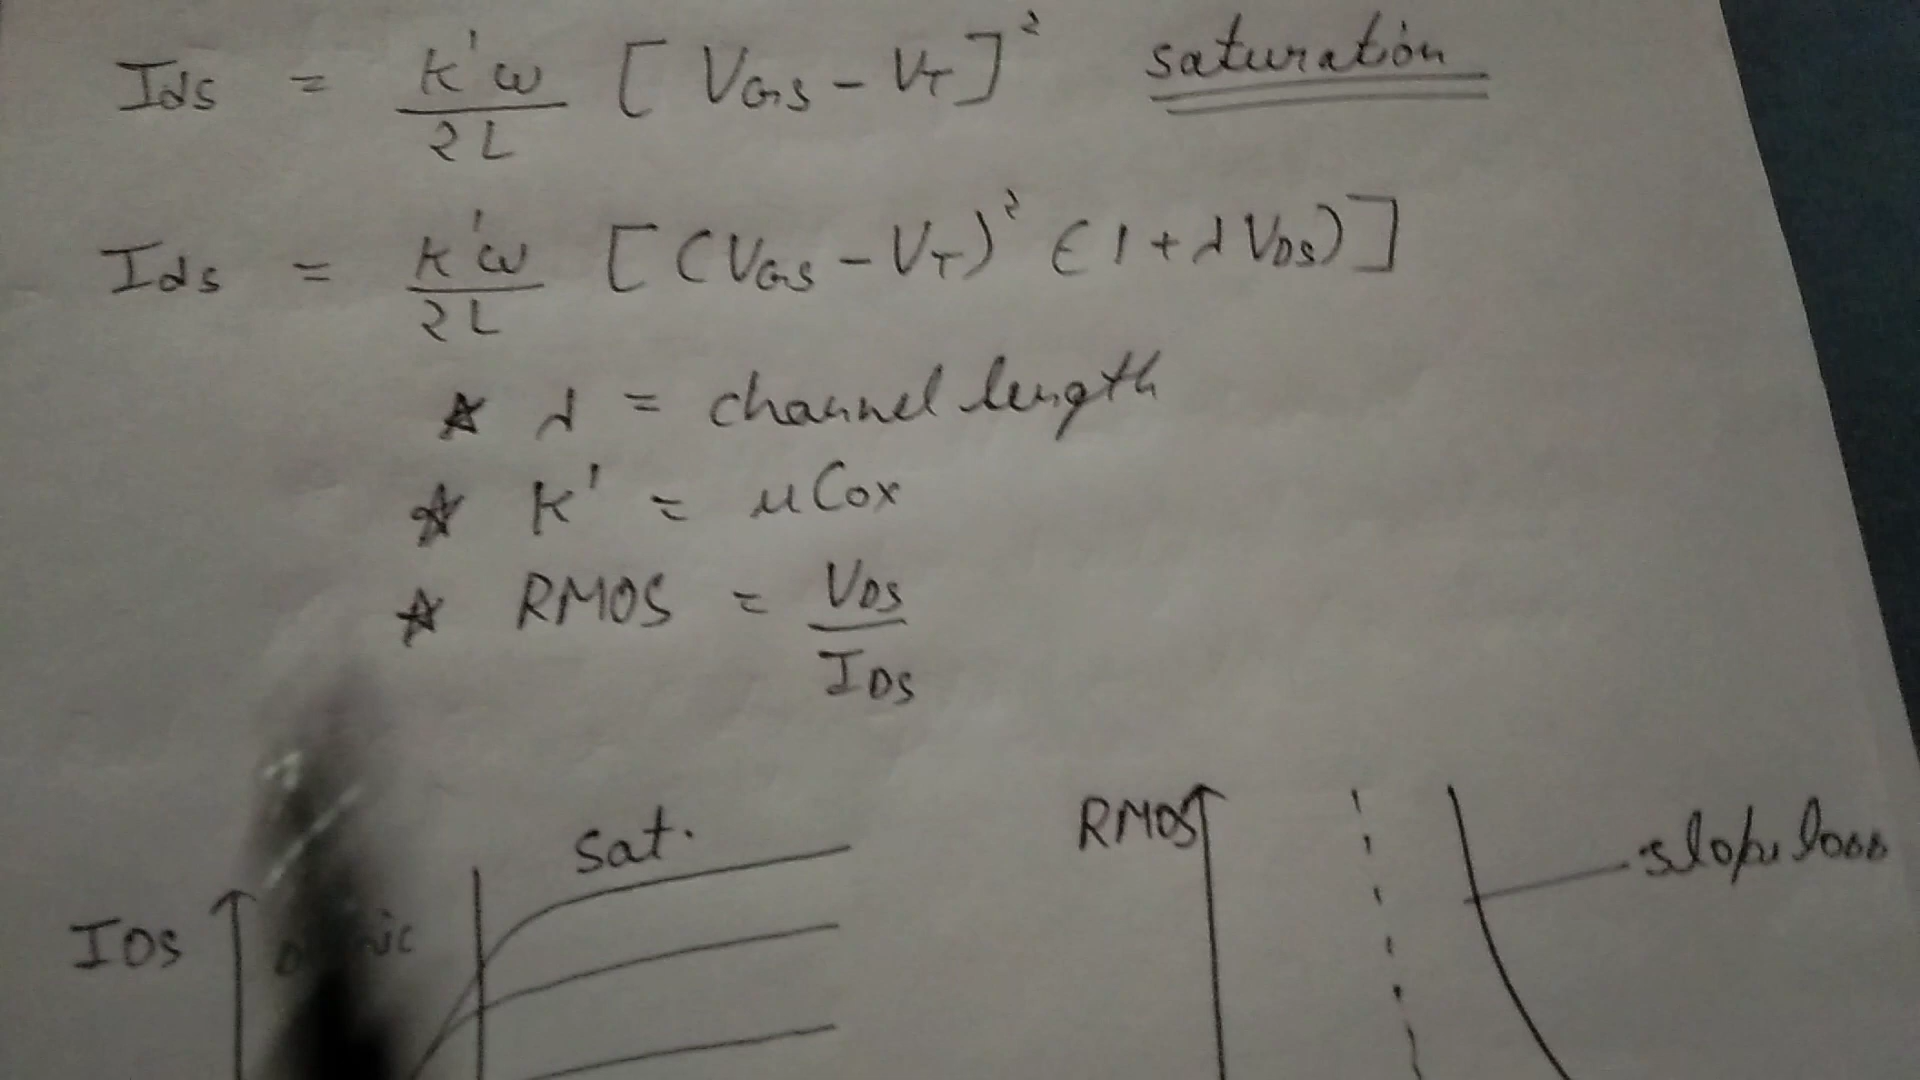 Ids = K'w / 2L [VGS - VT]² saturation
Ids = K'w / 2L [(VGS - VT)² (1 + λVDS)]
☆ λ = channel length
☆ K' = μCox
☆ RMOS = VDS / IDS
sat.
IDS
RMOS
slope loss